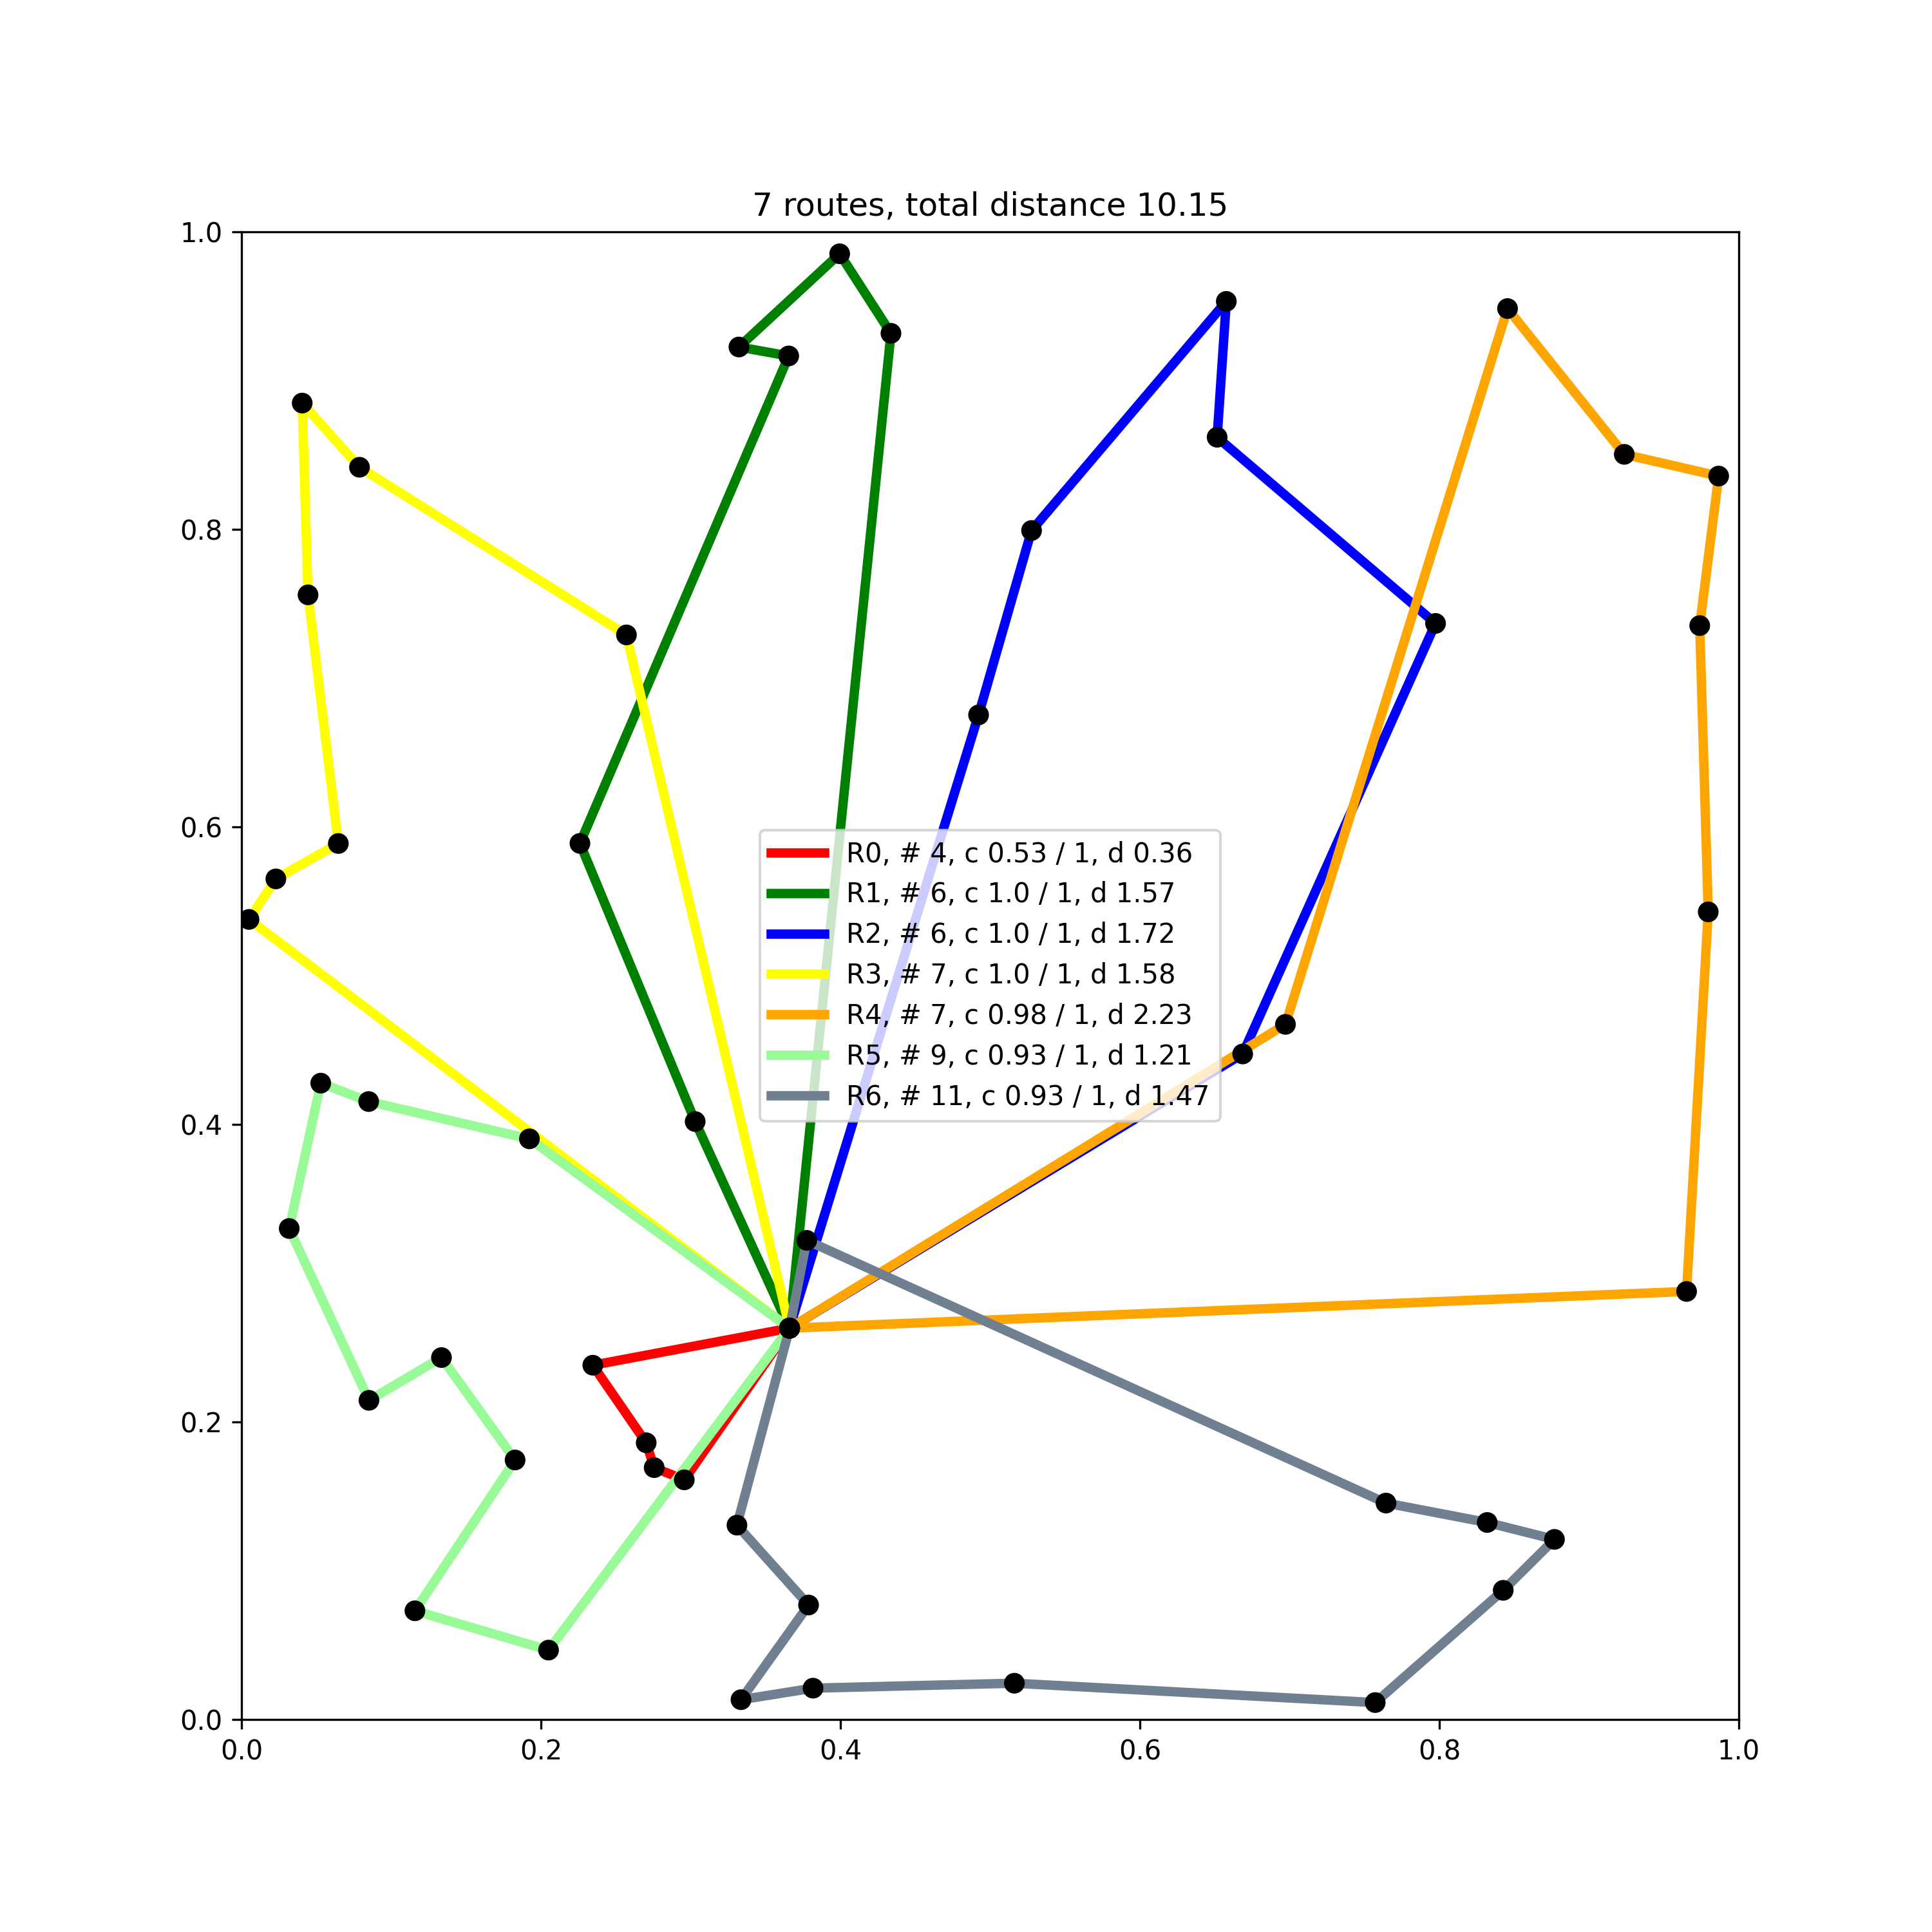 7 routes, total distance 10.15
1.0
0.8
0.6
0.4
0.2
0.0
R0, # 4, c 0.53 / 1, d 0.36
R1, # 6, c 1.0 / 1, d 1.57
R2, # 6, c 1.0 / 1, d 1.72
R3, # 7, c 1.0 / 1, d 1.58
R4, # 7, c 0.98 / 1, d 2.23
R5, # 9, c 0.93 / 1, d 1.21
R6, # 11, c 0.93 / 1, d 1.47
0.0 0.2 0.4 0.6 0.8 1.0